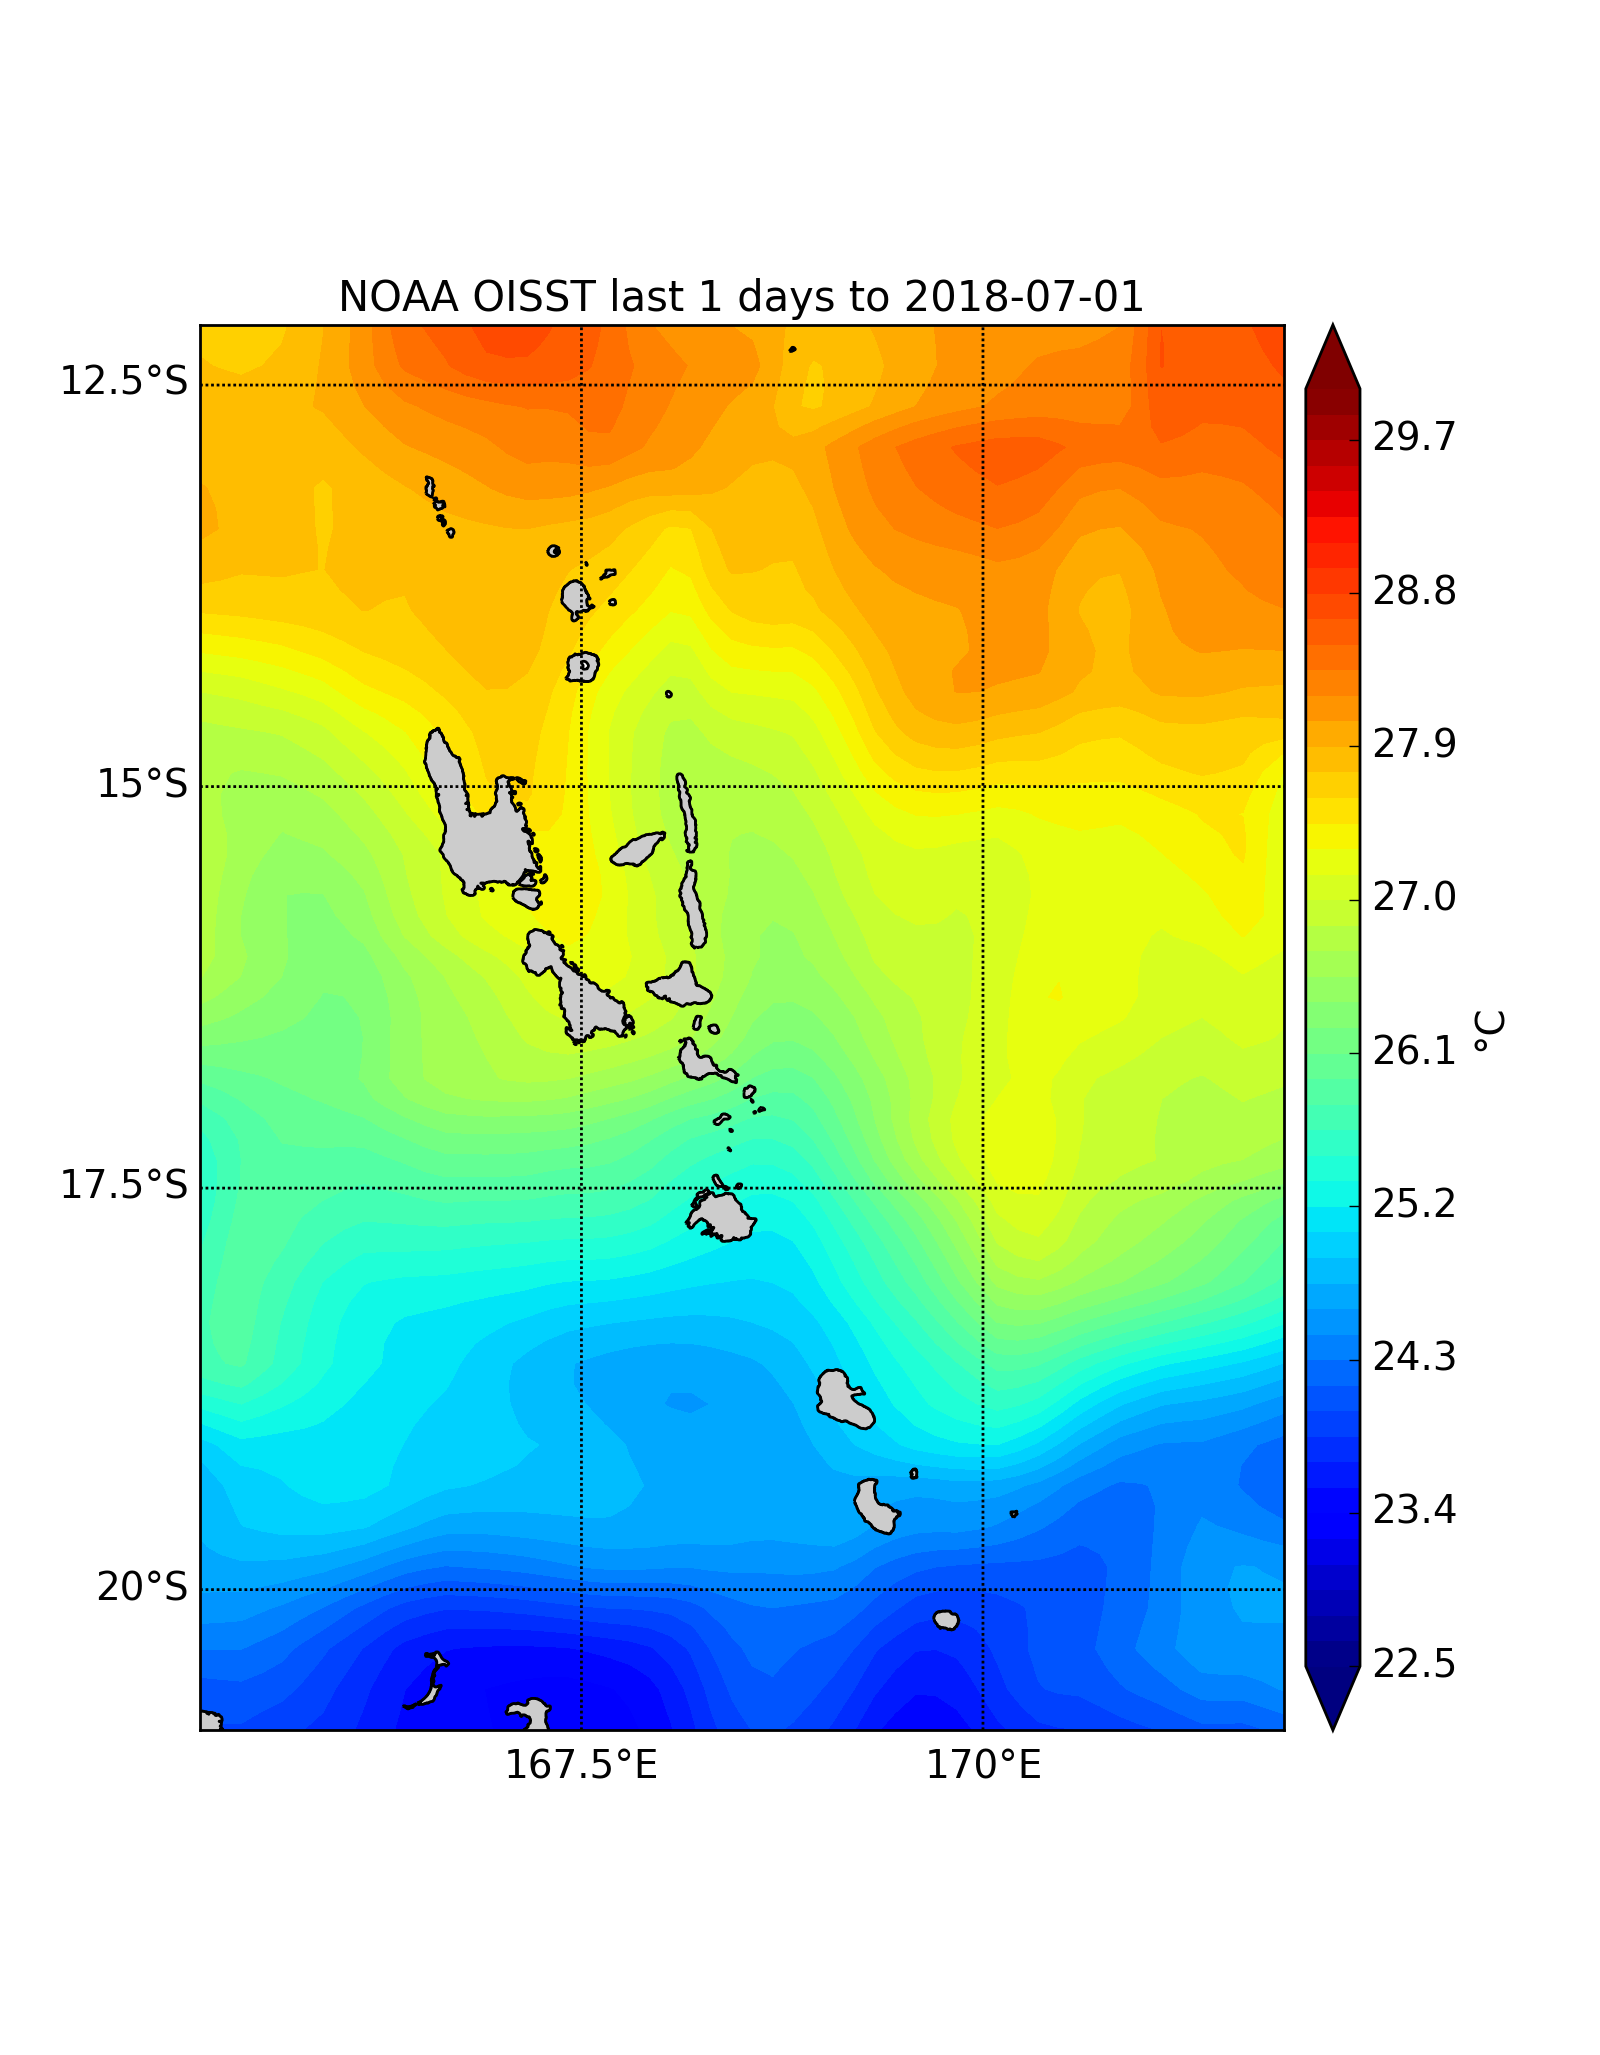 NOAA OISST last 1 days to 2018-07-01
12.5°S
15°S
17.5°S
20°S
167.5°E
170°E
29.7
28.8
27.9
27.0
26.1
25.2
24.3
23.4
22.5
°C